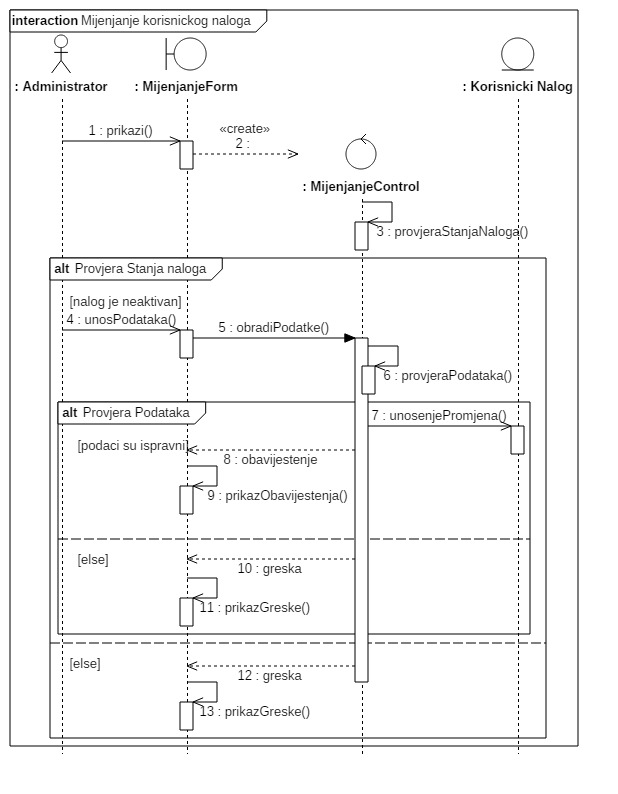 interaction Mijenjanje korisnickog naloga
: Administrator
: MijenjanjeForm
: Korisnicki Nalog
1 : prikazi()
«create»
2 :
: MijenjanjeControl
3 : provjeraStanjaNaloga()
alt Provjera Stanja naloga
[nalog je neaktivan]
4 : unosPodataka()
5 : obradiPodatke()
6 : provjeraPodataka()
alt Provjera Podataka
7 : unosenjePromjena()
[podaci su ispravni]
8 : obavijestenje
9 : prikazObavijestenja()
[else]
10 : greska
11 : prikazGreske()
[else]
12 : greska
13 : prikazGreske()